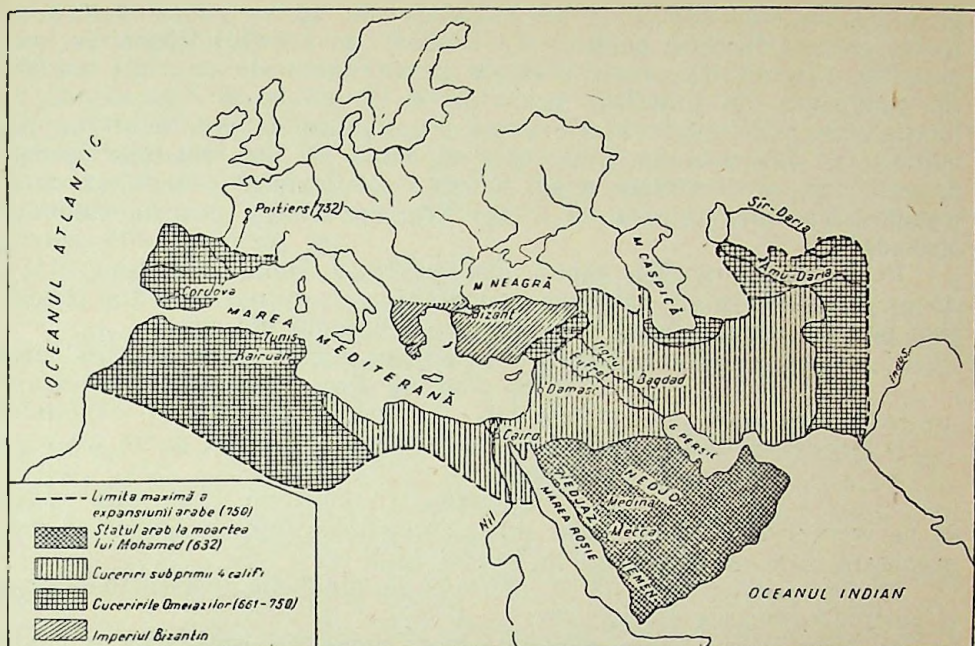 OCEANUL ATLANTIC
Poitiers (732)
Cordova
MAREA MEDITERANĂ
Tunis
Kairuan
M. NEAGRĂ
Bizanț
M. CASPICĂ
Sîr-Daria
Amu-Daria
Tigru
Eufrat
Bagdad
Damasc
Cairo
Indus
G. PERSIC
NEDJD
HEDJAZ
Medina
Mecca
MAREA ROȘIE
Nil
IEMEN
OCEANUL INDIAN
Limita maximă a
expansiunii arabe (750)
Statul arab la moartea
lui Mohamed (632)
Cuceriri sub primii 4 califi
Cuceririle Omeiazilor (661-750)
Imperiul Bizantin